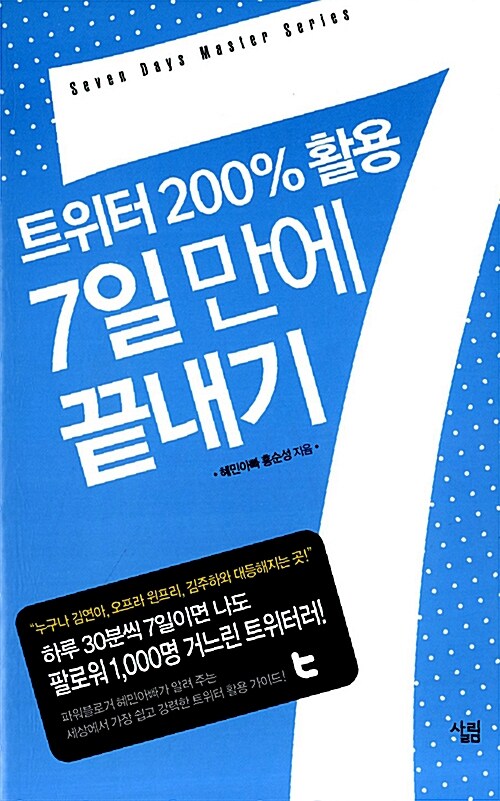 Seven Days Master Series
트위터 200% 활용
7일 만에
끝내기
• 혜민아빠 홍순성 지음 •
“누구나 김연아, 오프라 윈프리, 김주하와 대등해지는 곳!”
하루 30분씩 7일이면 나도
팔로워 1,000명 거느린 트위터러!
파워블로거 혜민아빠가 알려 주는
세상에서 가장 쉽고 강력한 트위터 활용 가이드!
t
살림
7